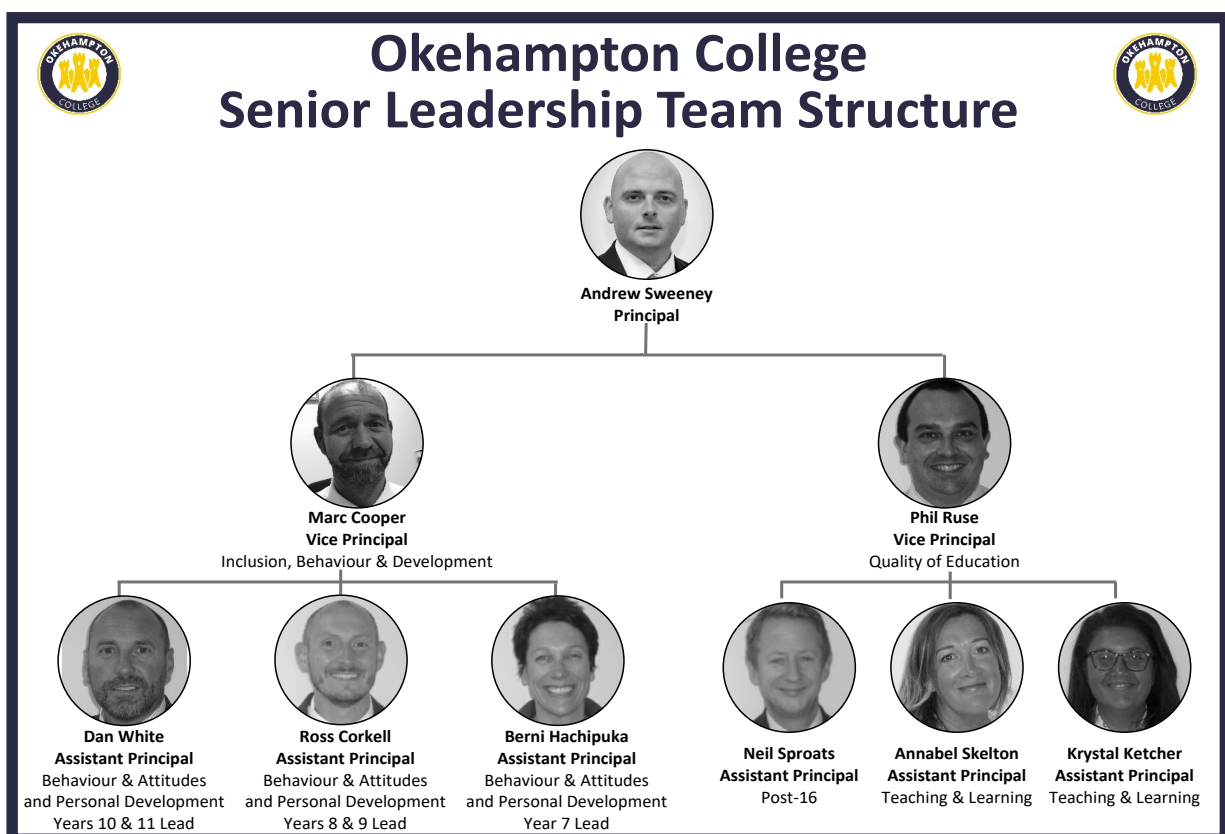 OKEHAMPTON
COLLEGE
Okehampton College
Senior Leadership Team Structure
OKEHAMPTON
COLLEGE
Andrew Sweeney
Principal
Marc Cooper
Vice Principal
Inclusion, Behaviour & Development
Phil Ruse
Vice Principal
Quality of Education
Dan White
Assistant Principal
Behaviour & Attitudes
and Personal Development
Years 10 & 11 Lead
Ross Corkell
Assistant Principal
Behaviour & Attitudes
and Personal Development
Years 8 & 9 Lead
Berni Hachipuka
Assistant Principal
Behaviour & Attitudes
and Personal Development
Year 7 Lead
Neil Sproats
Assistant Principal
Post-16
Annabel Skelton
Assistant Principal
Teaching & Learning
Krystal Ketcher
Assistant Principal
Teaching & Learning